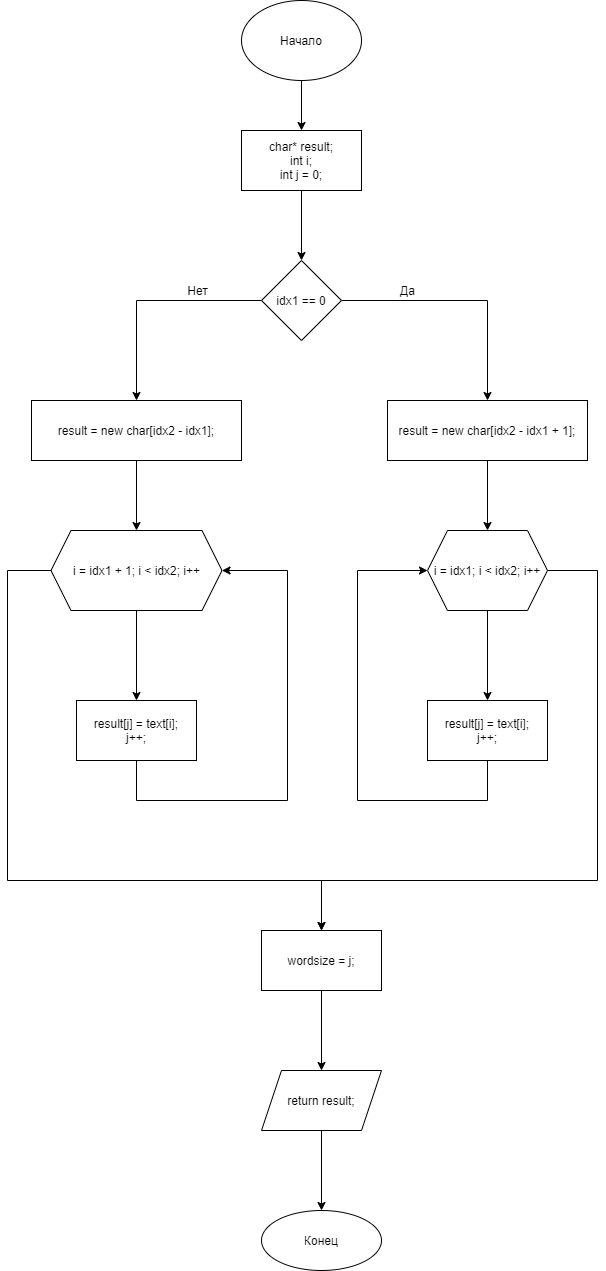 Начало
char* result;
int i;
int j = 0;
idx1 == 0
Нет
Да
result = new char[idx2 - idx1];
result = new char[idx2 - idx1 + 1];
i = idx1 + 1; i < idx2; i++
i = idx1; i < idx2; i++
result[j] = text[i];
j++;
result[j] = text[i];
j++;
wordsize = j;
return result;
Конец